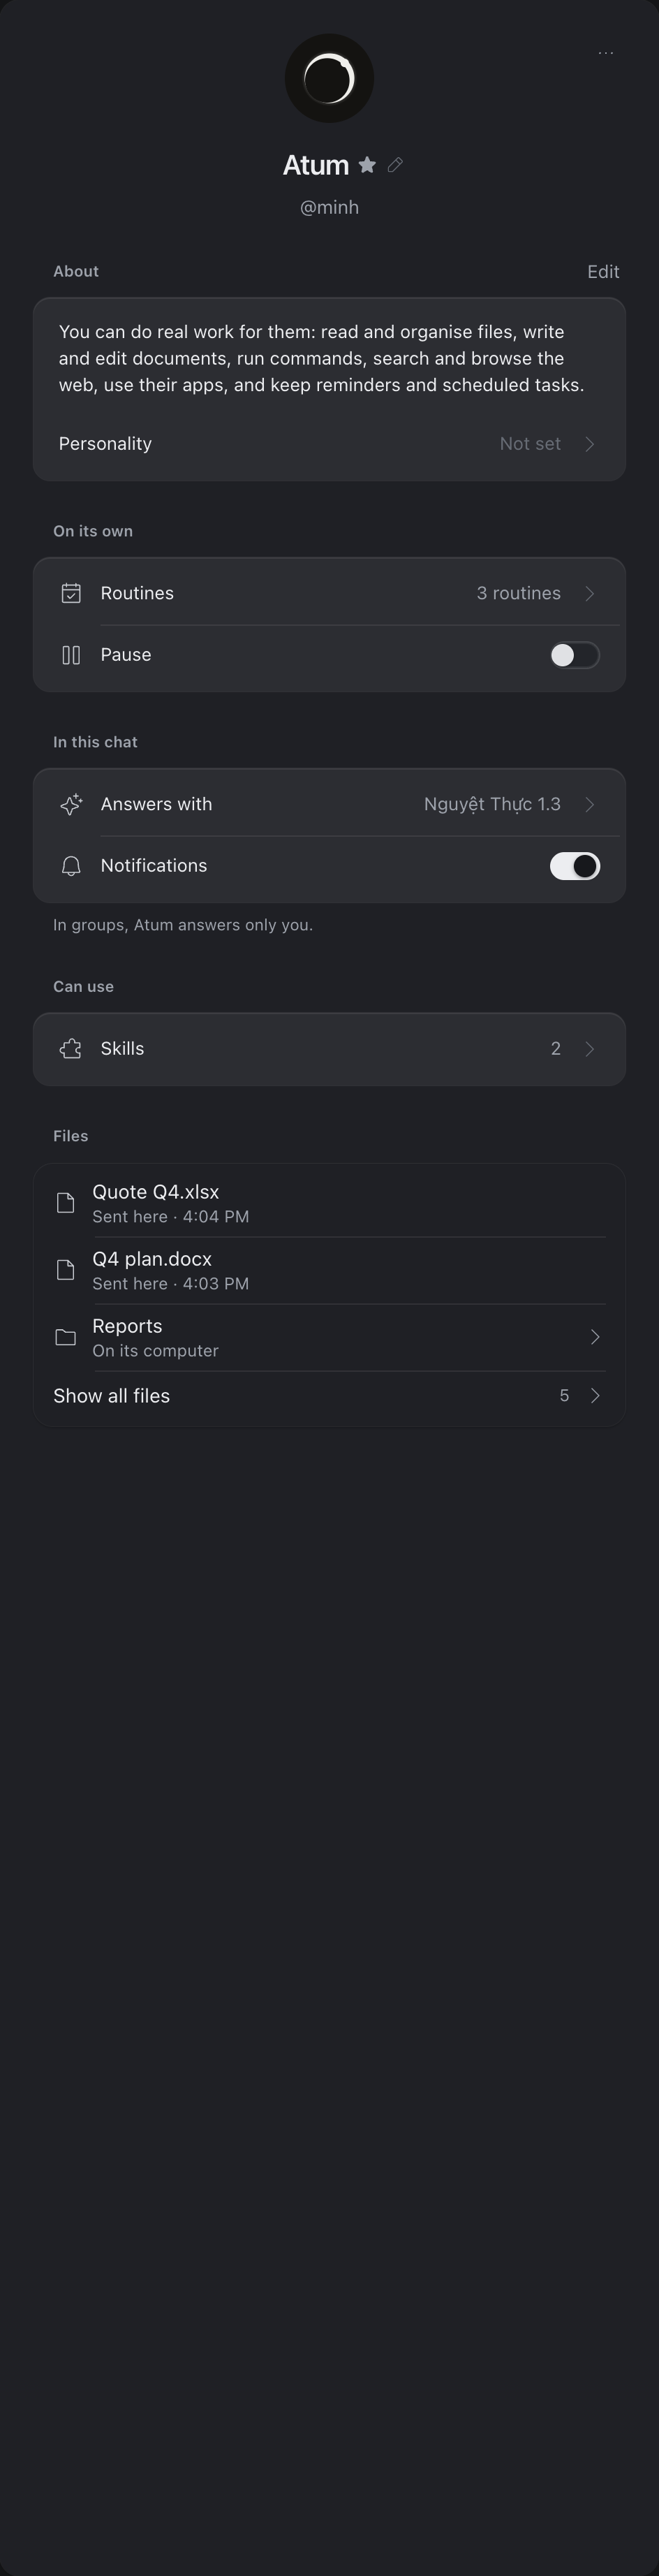 Atum
@minh
About
Edit
You can do real work for them: read and organise files, write
and edit documents, run commands, search and browse the
web, use their apps, and keep reminders and scheduled tasks.
Personality
Not set
On its own
Routines
3 routines
Pause
In this chat
Answers with
Nguyệt Thực 1.3
Notifications
In groups, Atum answers only you.
Can use
Skills
2
Files
Quote Q4.xlsx
Sent here · 4:04 PM
Q4 plan.docx
Sent here · 4:03 PM
Reports
On its computer
Show all files
5